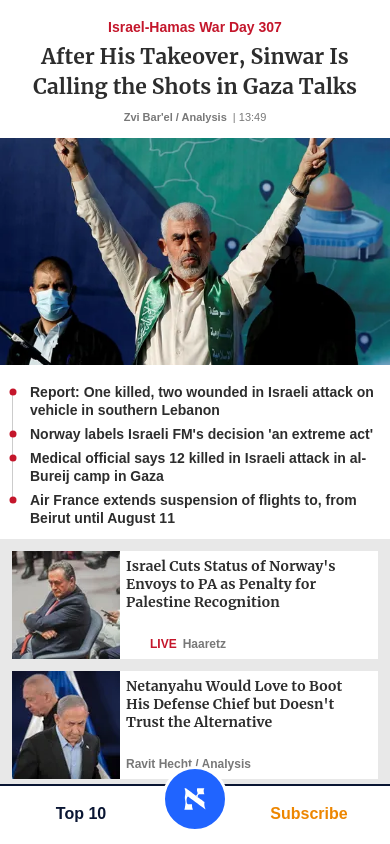 Israel-Hamas War Day 307
After His Takeover, Sinwar Is
Calling the Shots in Gaza Talks
Zvi Bar'el / Analysis | 13:49
Report: One killed, two wounded in Israeli attack on
vehicle in southern Lebanon
Norway labels Israeli FM's decision 'an extreme act'
Medical official says 12 killed in Israeli attack in al-
Bureij camp in Gaza
Air France extends suspension of flights to, from
Beirut until August 11
Israel Cuts Status of Norway's
Envoys to PA as Penalty for
Palestine Recognition
LIVE Haaretz
Netanyahu Would Love to Boot
His Defense Chief but Doesn't
Trust the Alternative
Ravit Hecht / Analysis
Top 10
Subscribe